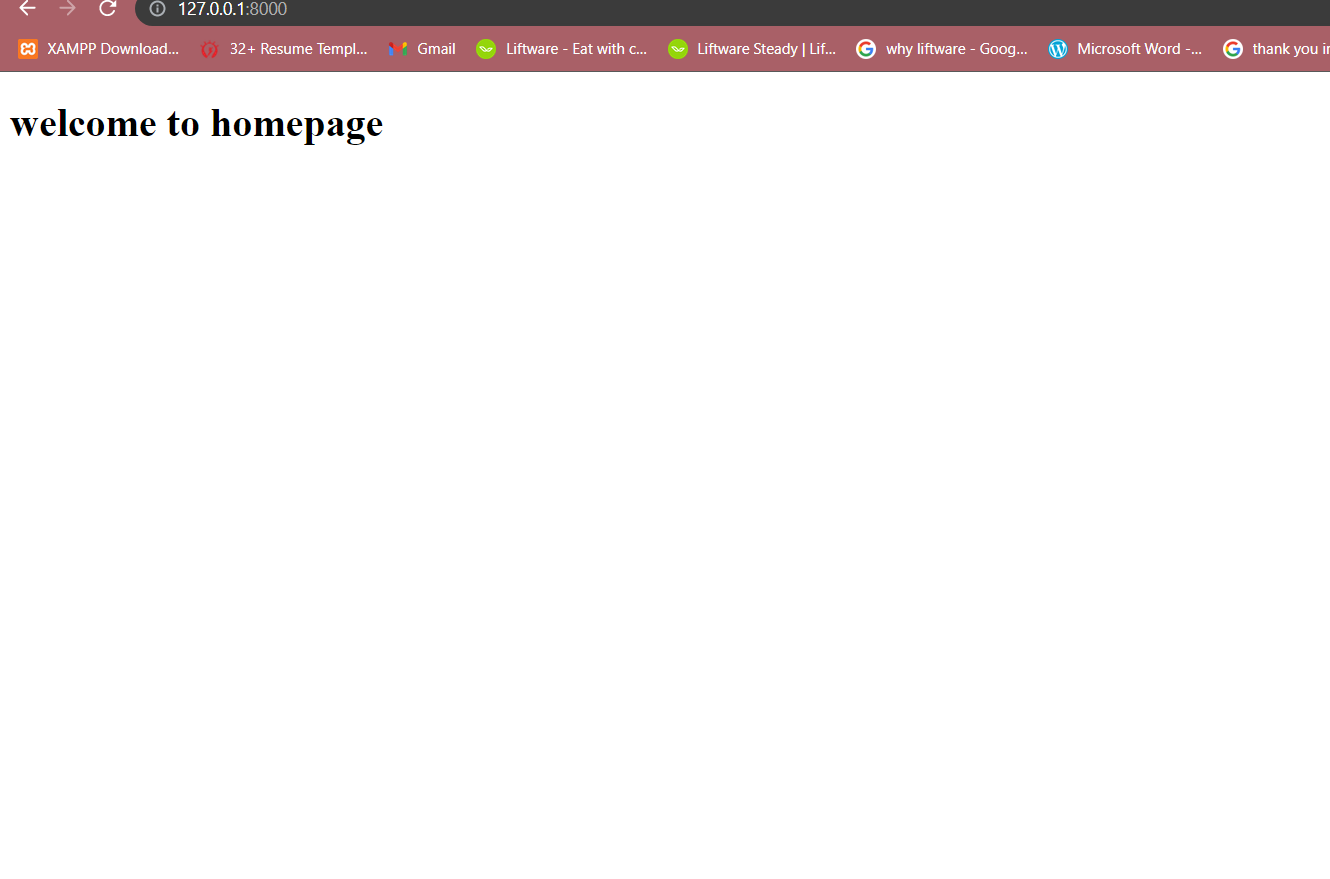 127.0.0.1:8000
XAMPP Download... 32+ Resume Templ... Gmail Liftware - Eat with c... Liftware Steady | Lif... why liftware - Goog... Microsoft Word -... thank you in
welcome to homepage